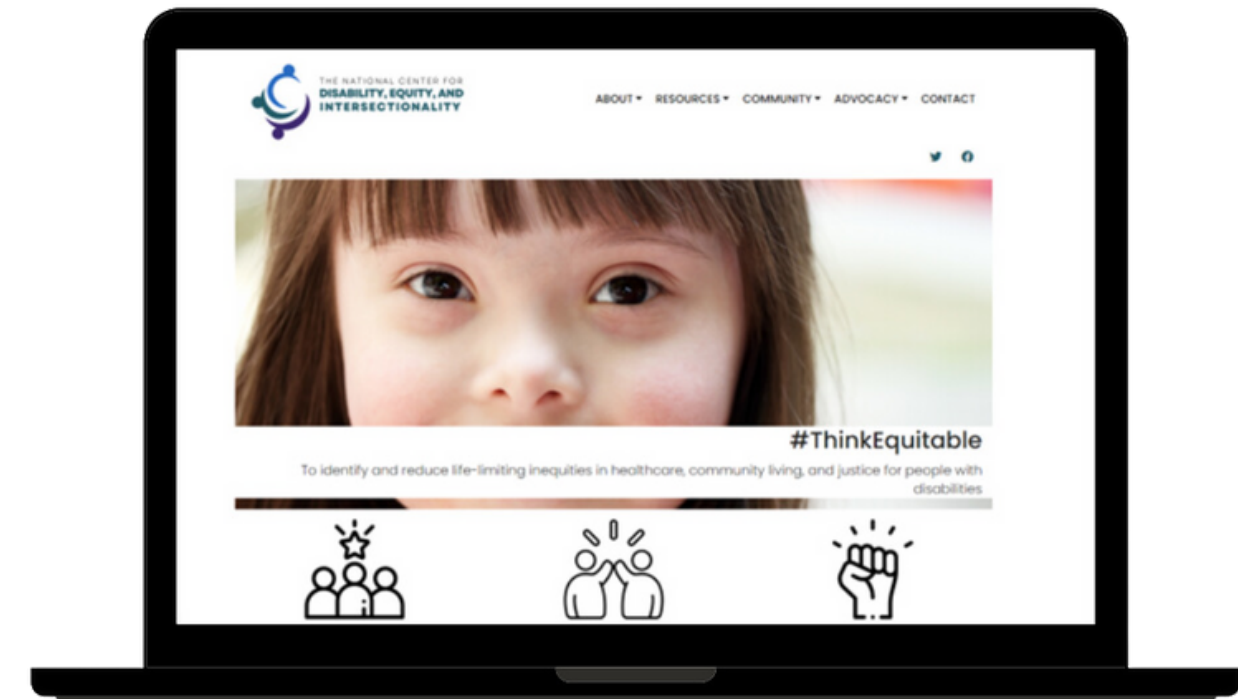 THE NATIONAL CENTER FOR
DISABILITY, EQUITY, AND
INTERSECTIONALITY
ABOUT RESOURCES COMMUNITY ADVOCACY CONTACT
#ThinkEquitable
To identify and reduce life-limiting inequities in healthcare, community living, and justice for people with
disabilities